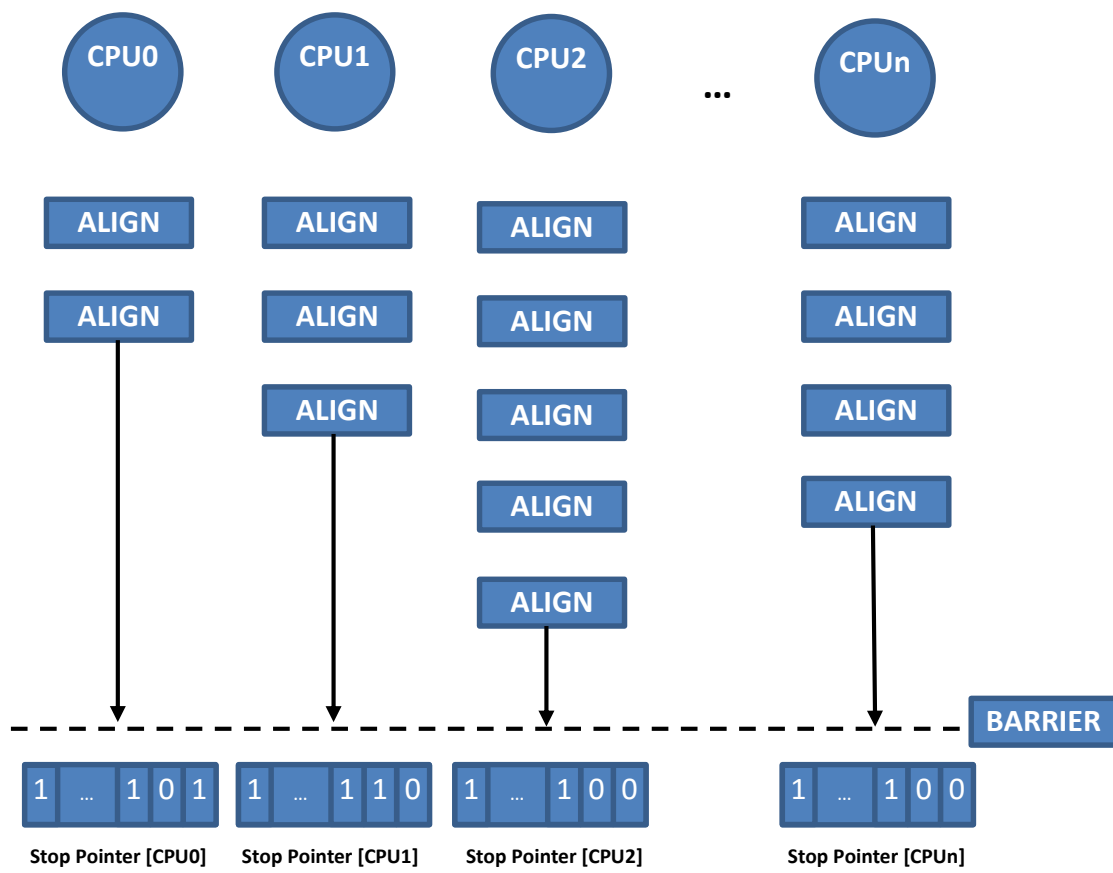 CPU0 CPU1 CPU2 ... CPUn
ALIGN ALIGN ALIGN ALIGN
ALIGN ALIGN ALIGN ALIGN
ALIGN ALIGN ALIGN
ALIGN ALIGN
ALIGN
BARRIER
1 ... 1 0 1 1 ... 1 1 0 1 ... 1 0 0 1 ... 1 0 0
Stop Pointer [CPU0] Stop Pointer [CPU1] Stop Pointer [CPU2] Stop Pointer [CPUn]